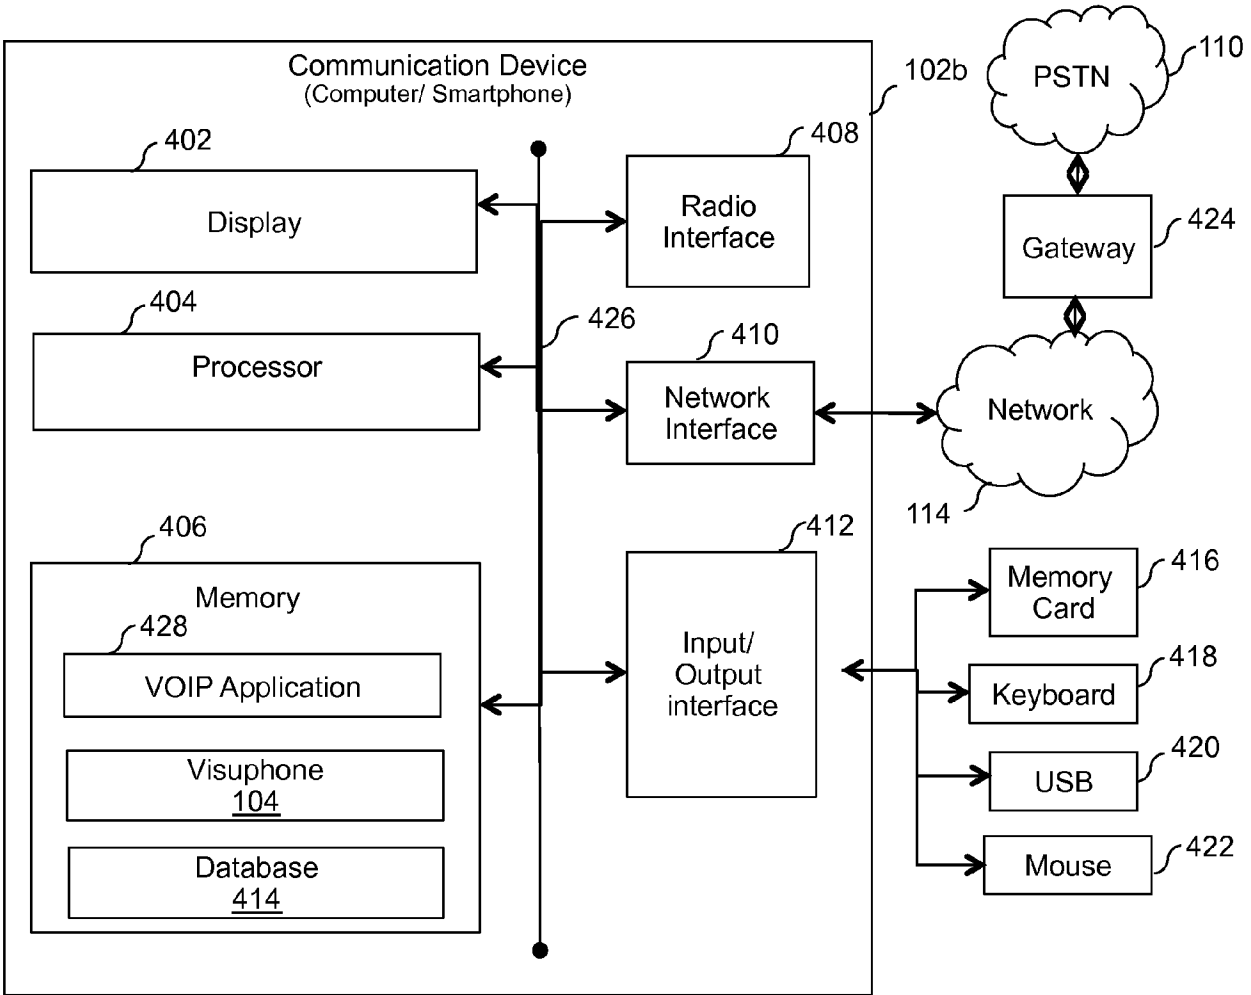 Communication Device
(Computer/ Smartphone)
102b
PSTN
110
402
Display
408
Radio
Interface
Gateway
424
404
Processor
426
410
Network
Interface
Network
114
406
Memory
428
VOIP Application
Visuphone
104
Database
414
412
Input/
Output
interface
Memory
Card
416
Keyboard
418
USB
420
Mouse
422